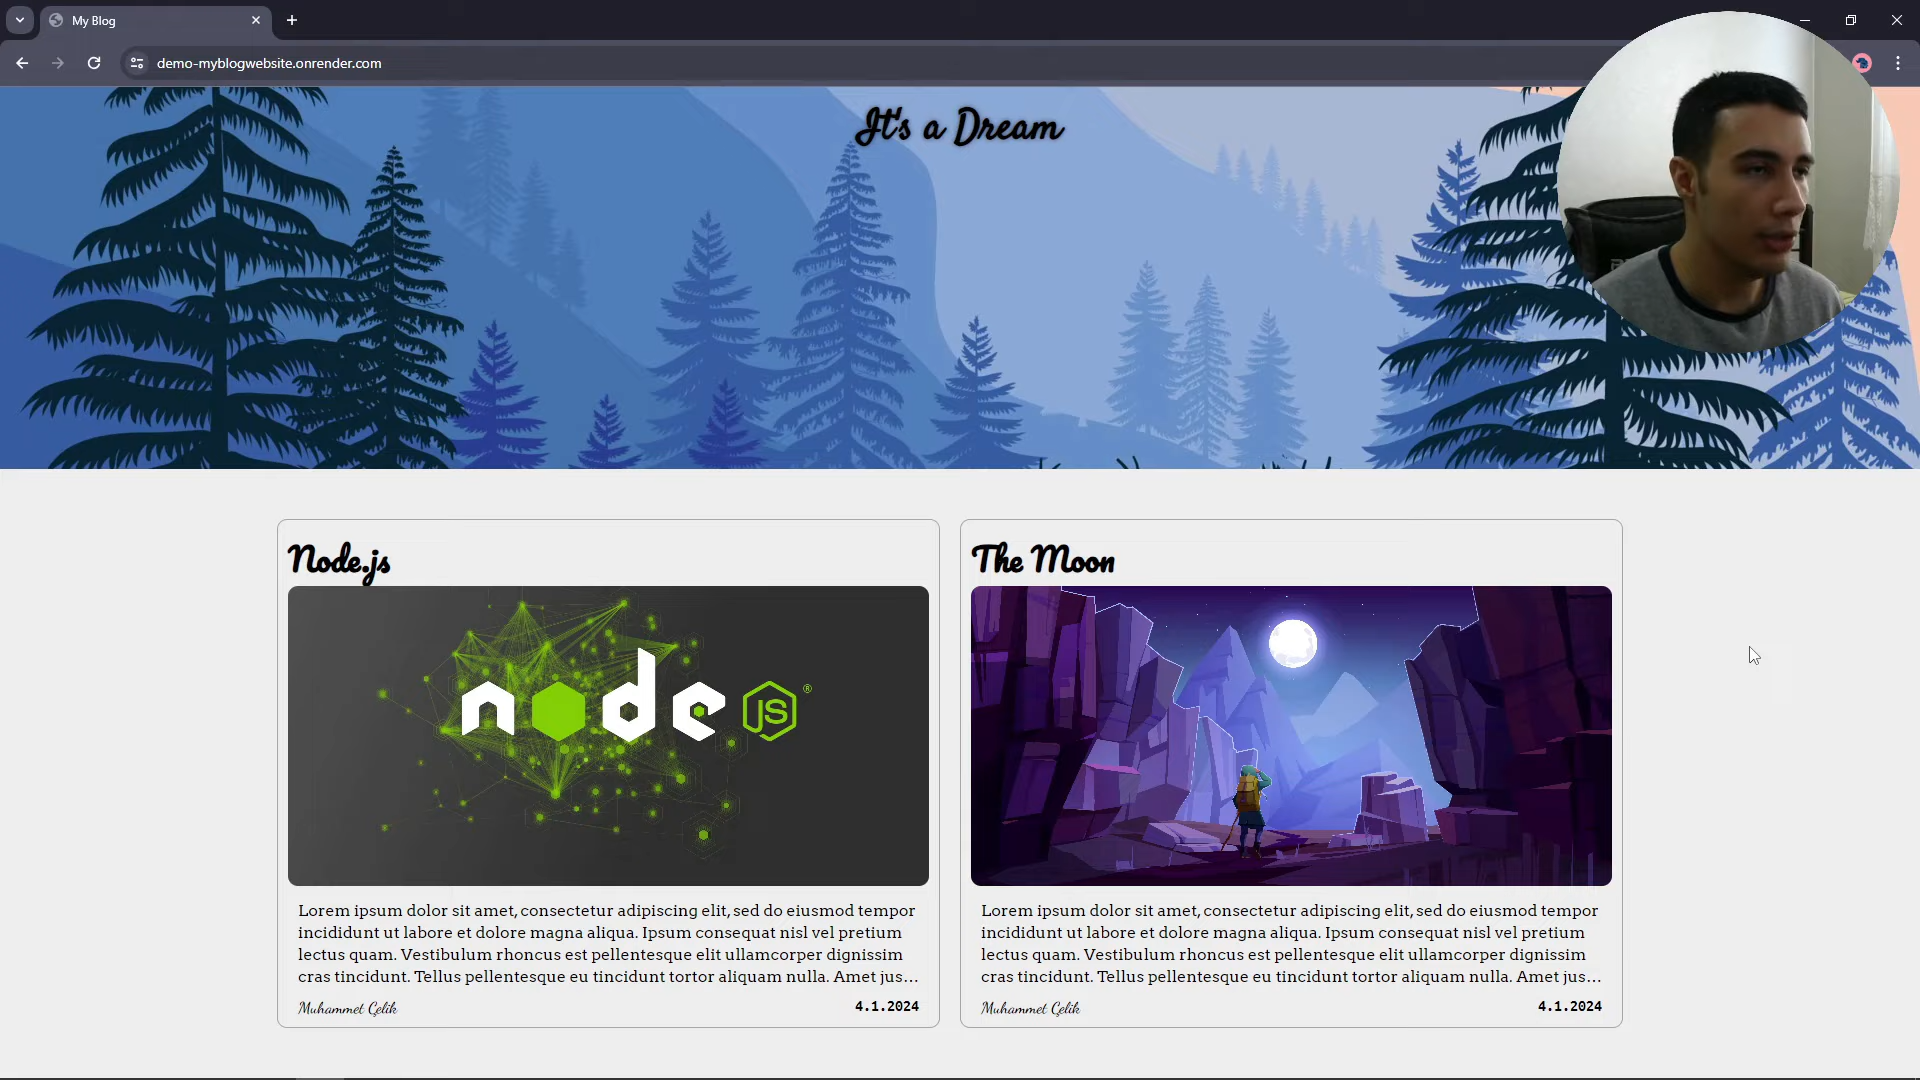 My Blog
demo-myblogwebsite.onrender.com
It's a Dream
Node.js
node JS ®
Lorem ipsum dolor sit amet, consectetur adipiscing elit, sed do eiusmod tempor
incididunt ut labore et dolore magna aliqua. Ipsum consequat nisl vel pretium
lectus quam. Vestibulum rhoncus est pellentesque elit ullamcorper dignissim
cras tincidunt. Tellus pellentesque eu tincidunt tortor aliquam nulla. Amet jus...
Muhammet Çelik 4.1.2024
The Moon
Lorem ipsum dolor sit amet, consectetur adipiscing elit, sed do eiusmod tempor
incididunt ut labore et dolore magna aliqua. Ipsum consequat nisl vel pretium
lectus quam. Vestibulum rhoncus est pellentesque elit ullamcorper dignissim
cras tincidunt. Tellus pellentesque eu tincidunt tortor aliquam nulla. Amet jus...
Muhammet Çelik 4.1.2024